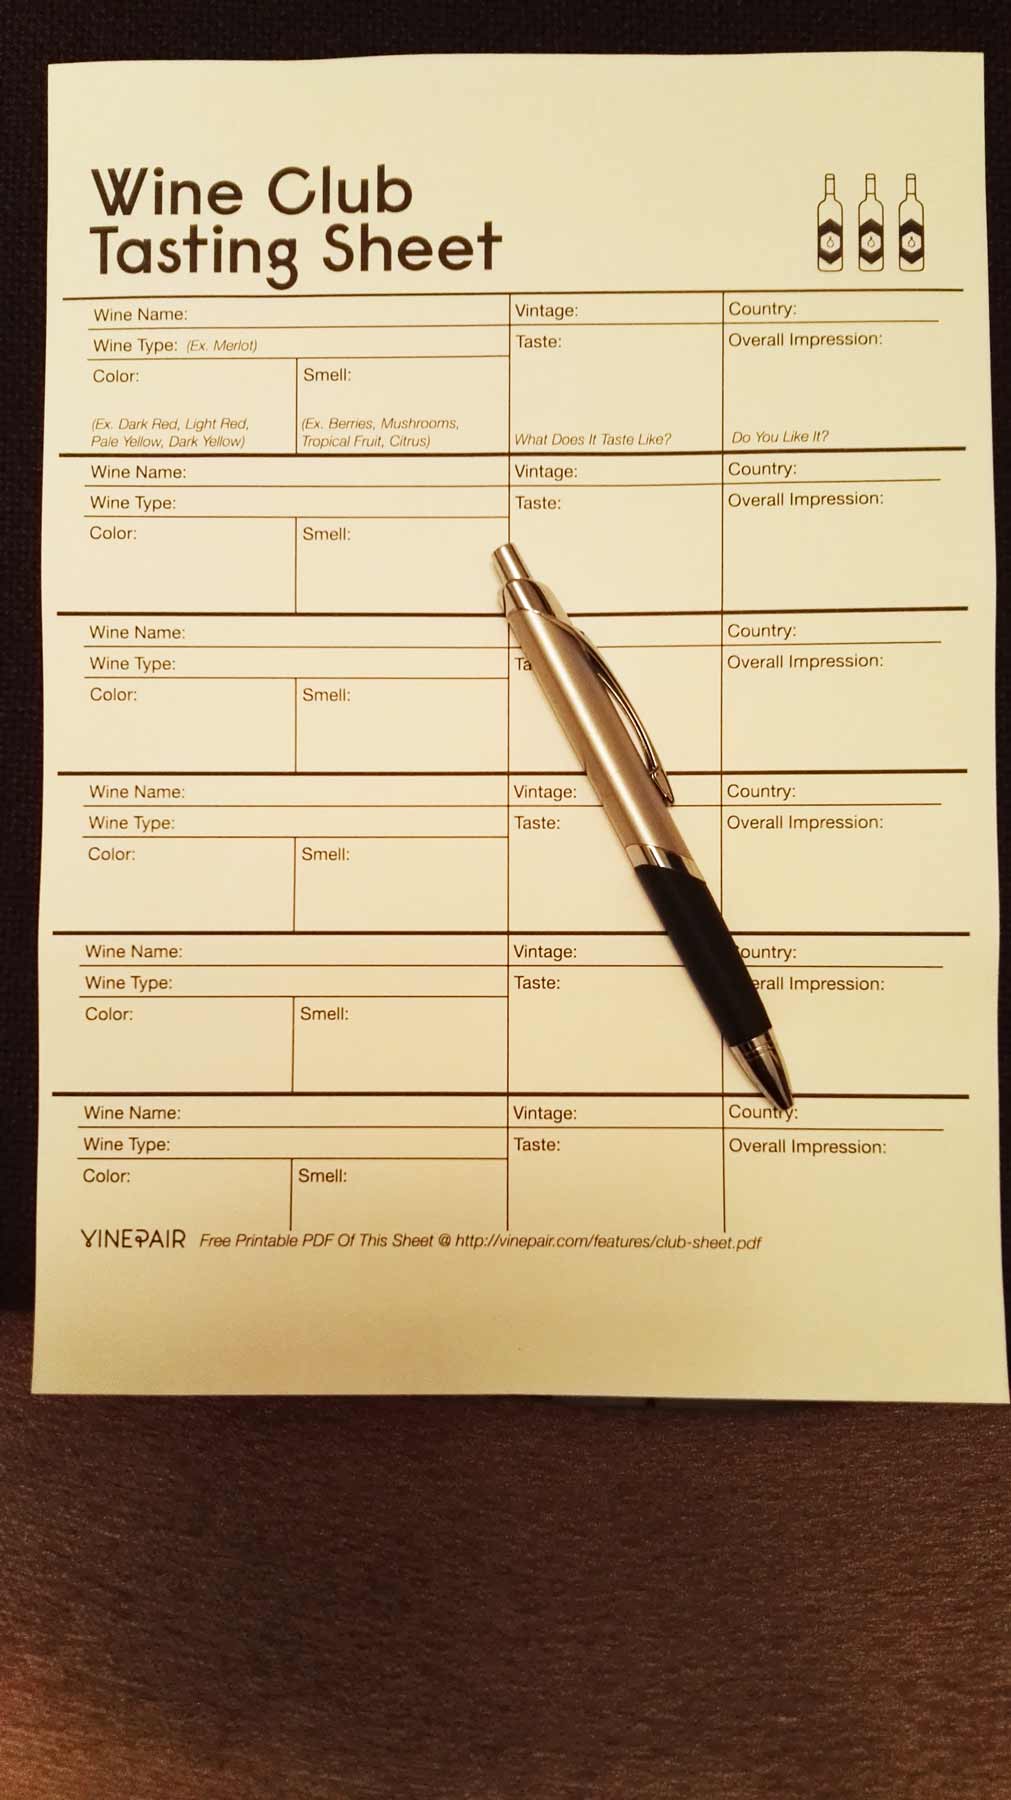 Wine Club
Tasting Sheet
Wine Name:
Vintage:
Country:
Wine Type: (Ex. Merlot)
Taste:
Overall Impression:
Color:
Smell:
(Ex. Dark Red, Light Red,
Pale Yellow, Dark Yellow)
(Ex. Berries, Mushrooms,
Tropical Fruit, Citrus)
What Does It Taste Like?
Do You Like It?
Wine Name:
Vintage:
Country:
Wine Type:
Taste:
Overall Impression:
Color:
Smell:
Wine Name:
Country:
Wine Type:
Ta
Overall Impression:
Color:
Smell:
Wine Name:
Vintage:
Country:
Wine Type:
Taste:
Overall Impression:
Color:
Smell:
Wine Name:
Vintage:
ountry:
Wine Type:
Taste:
erall Impression:
Color:
Smell:
Wine Name:
Vintage:
Country:
Wine Type:
Taste:
Overall Impression:
Color:
Smell:
VINEPAIR Free Printable PDF Of This Sheet @ http://vinepair.com/features/club-sheet.pdf